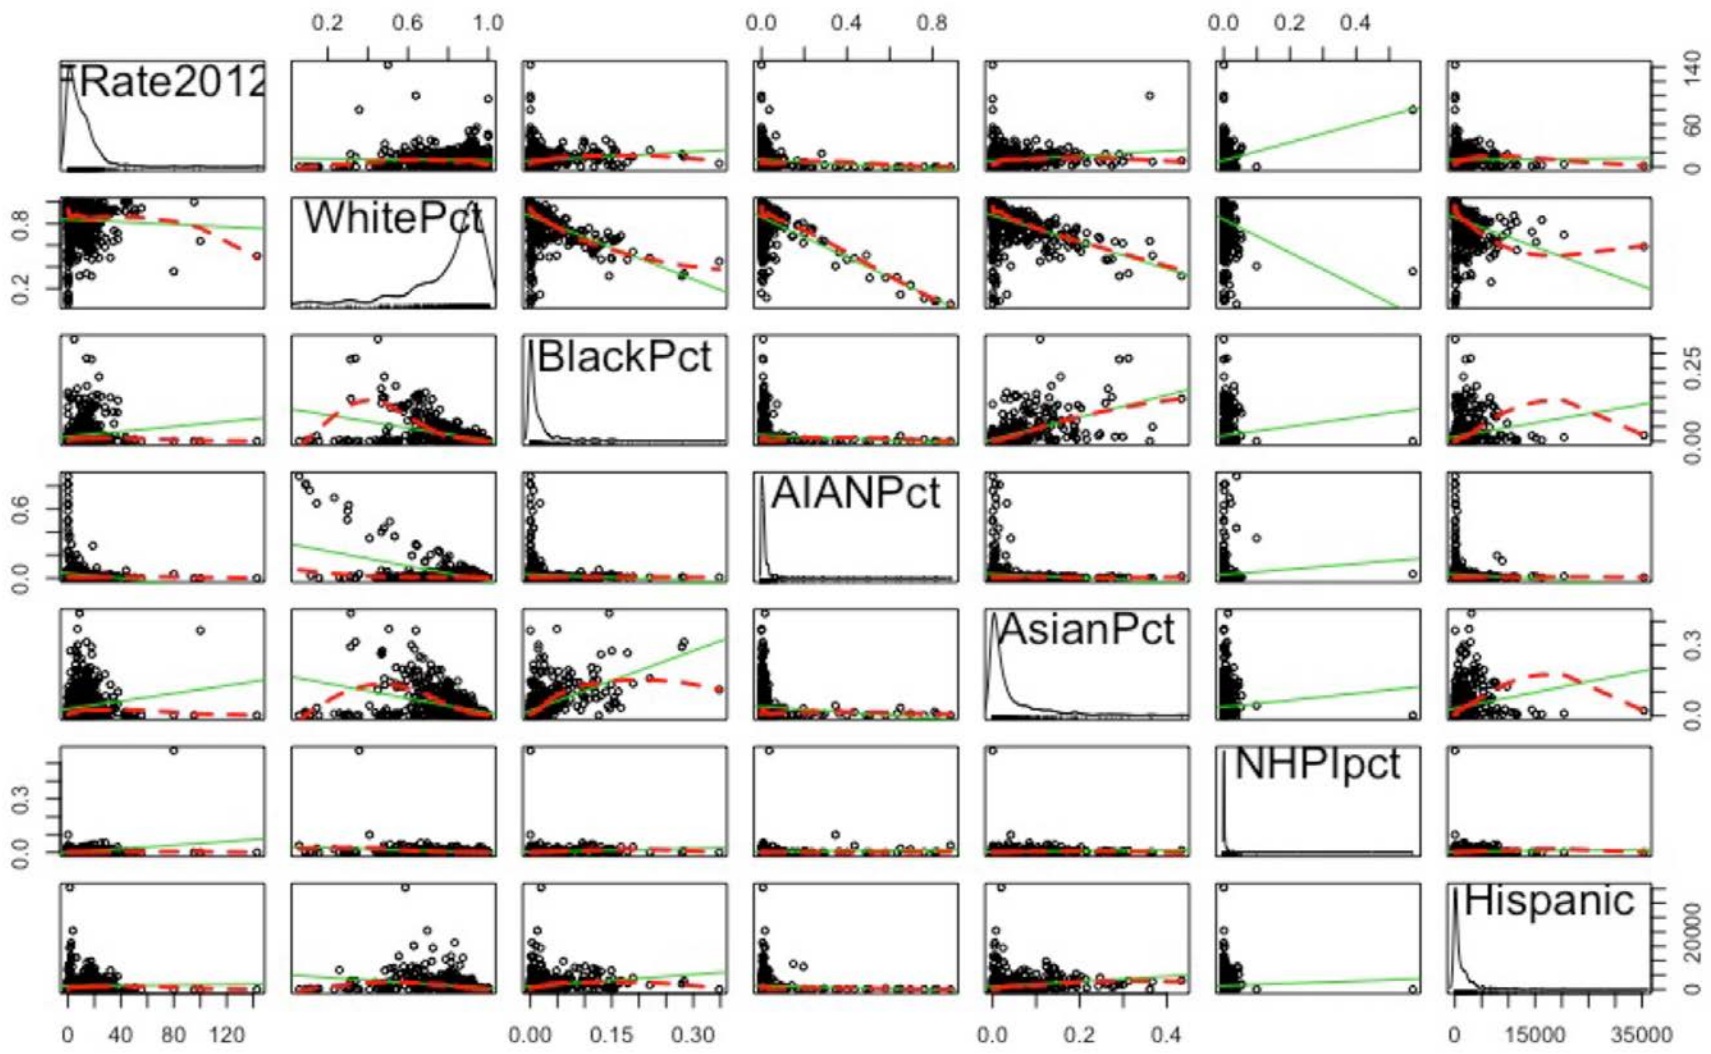 0.2 0.6 1.0 0.0 0.4 0.8 0.0 0.2 0.4
Rate2012 0 60 140
0.2 0.8 WhitePct
BlackPct 0.00 0.25
0.0 0.6 AIANPct
AsianPct 0.0 0.3
0.0 0.3 NHPIpct
Hispanic 0 20000
0 40 80 120 0.00 0.15 0.30 0.0 0.2 0.4 0 15000 35000